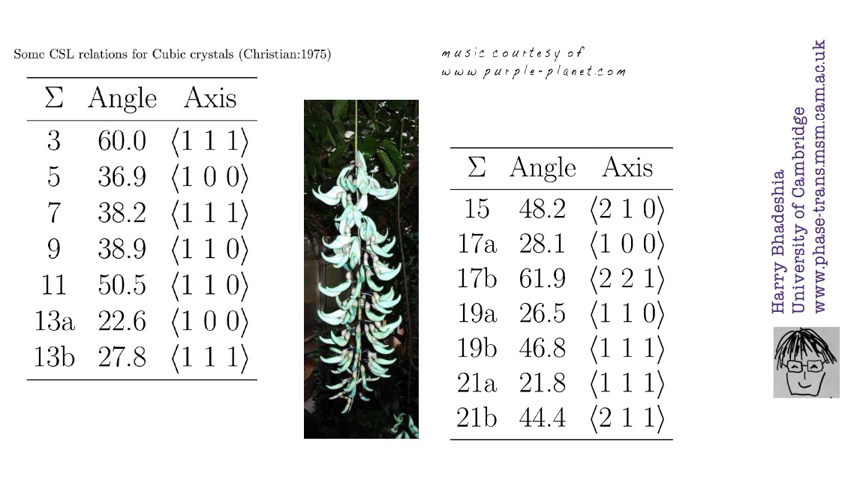 Some CSL relations for Cubic crystals (Christian:1975)
Σ Angle Axis
3 60.0 ⟨1 1 1⟩
5 36.9 ⟨1 0 0⟩
7 38.2 ⟨1 1 1⟩
9 38.9 ⟨1 1 0⟩
11 50.5 ⟨1 1 0⟩
13a 22.6 ⟨1 0 0⟩
13b 27.8 ⟨1 1 1⟩
music courtesy of
www.purple-planet.com
Σ Angle Axis
15 48.2 ⟨2 1 0⟩
17a 28.1 ⟨1 0 0⟩
17b 61.9 ⟨2 2 1⟩
19a 26.5 ⟨1 1 0⟩
19b 46.8 ⟨1 1 1⟩
21a 21.8 ⟨1 1 1⟩
21b 44.4 ⟨2 1 1⟩
Harry Bhadeshia
University of Cambridge
www.phase-trans.msm.cam.ac.uk